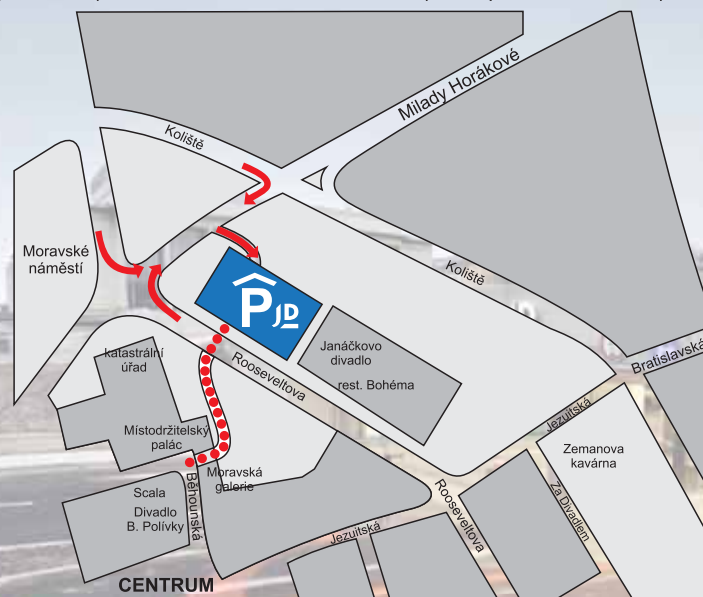 Milady Horákové
Koliště
Moravské
náměstí
Koliště
P JD
Janáčkovo
divadlo
rest. Bohéma
Bratislavská
katastrální
úřad
Rooseveltova
Jezuitská
Místodržitelský
palác
Zemanova
kavárna
Moravská
galerie
Běhounská
Scala
Divadlo
B. Polívky
Rooseveltova
Za Divadlem
Jezuitská
CENTRUM